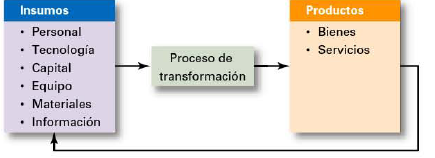 Insumos
• Personal
• Tecnología
• Capital
• Equipo
• Materiales
• Información
Proceso de
transformación
Productos
• Bienes
• Servicios